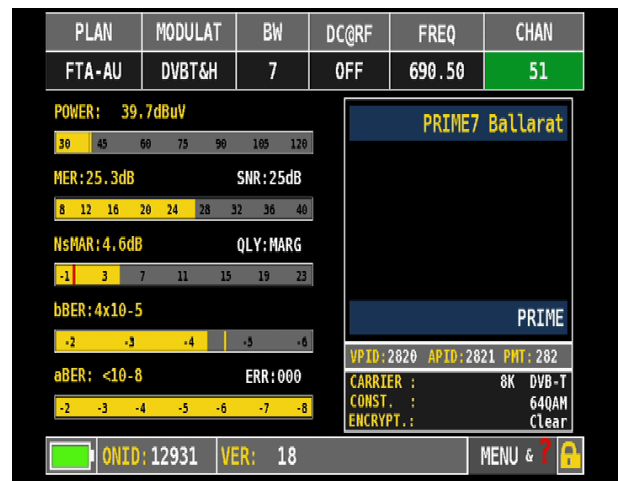 PLAN MODULAT BW DC@RF FREQ CHAN
FTA-AU DVBT&H 7 OFF 690.50 51
POWER: 39.7dBuV
30 45 60 75 90 105 120
MER:25.3dB SNR:25dB
8 12 16 20 24 28 32 36 40
NsMAR:4.6dB QLY:MARG
-1 3 7 11 15 19 23
bBER:4x10-5
-2 -3 -4 -5 -6
aBER: <10-8 ERR:000
-2 -3 -4 -5 -6 -7 -8
PRIME7 Ballarat
PRIME
VPID:2820 APID:2821 PMT:282
CARRIER : 8K DVB-T
CONST. : 64QAM
ENCRYPT.: Clear
ONID:12931 VER: 18 MENU & ?